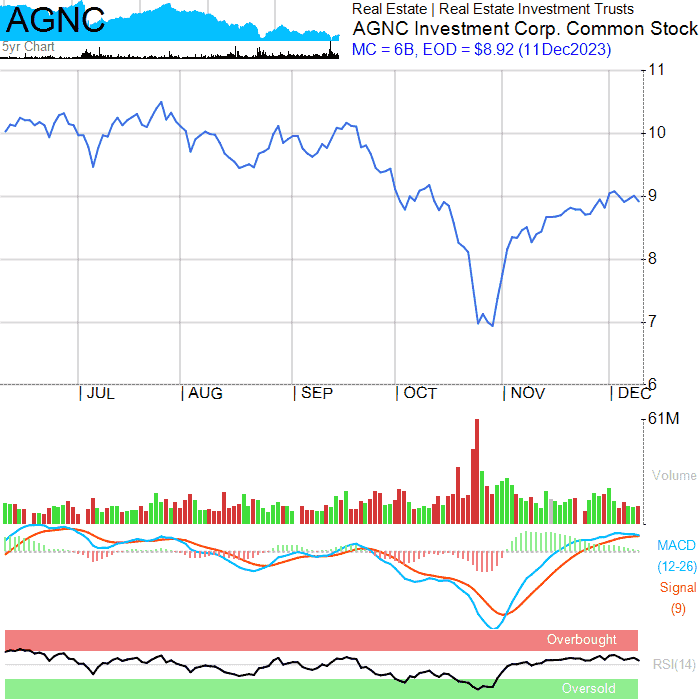 AGNC
5yr Chart
Real Estate | Real Estate Investment Trusts
AGNC Investment Corp. Common Stock
MC = 6B, EOD = $8.92 (11Dec2023)
11
10
9
8
7
6
| JUL
| AUG
| SEP
| OCT
| NOV
| DEC
61M
Volume
MACD
(12-26)
Signal
(9)
Overbought
RSI(14)
Oversold